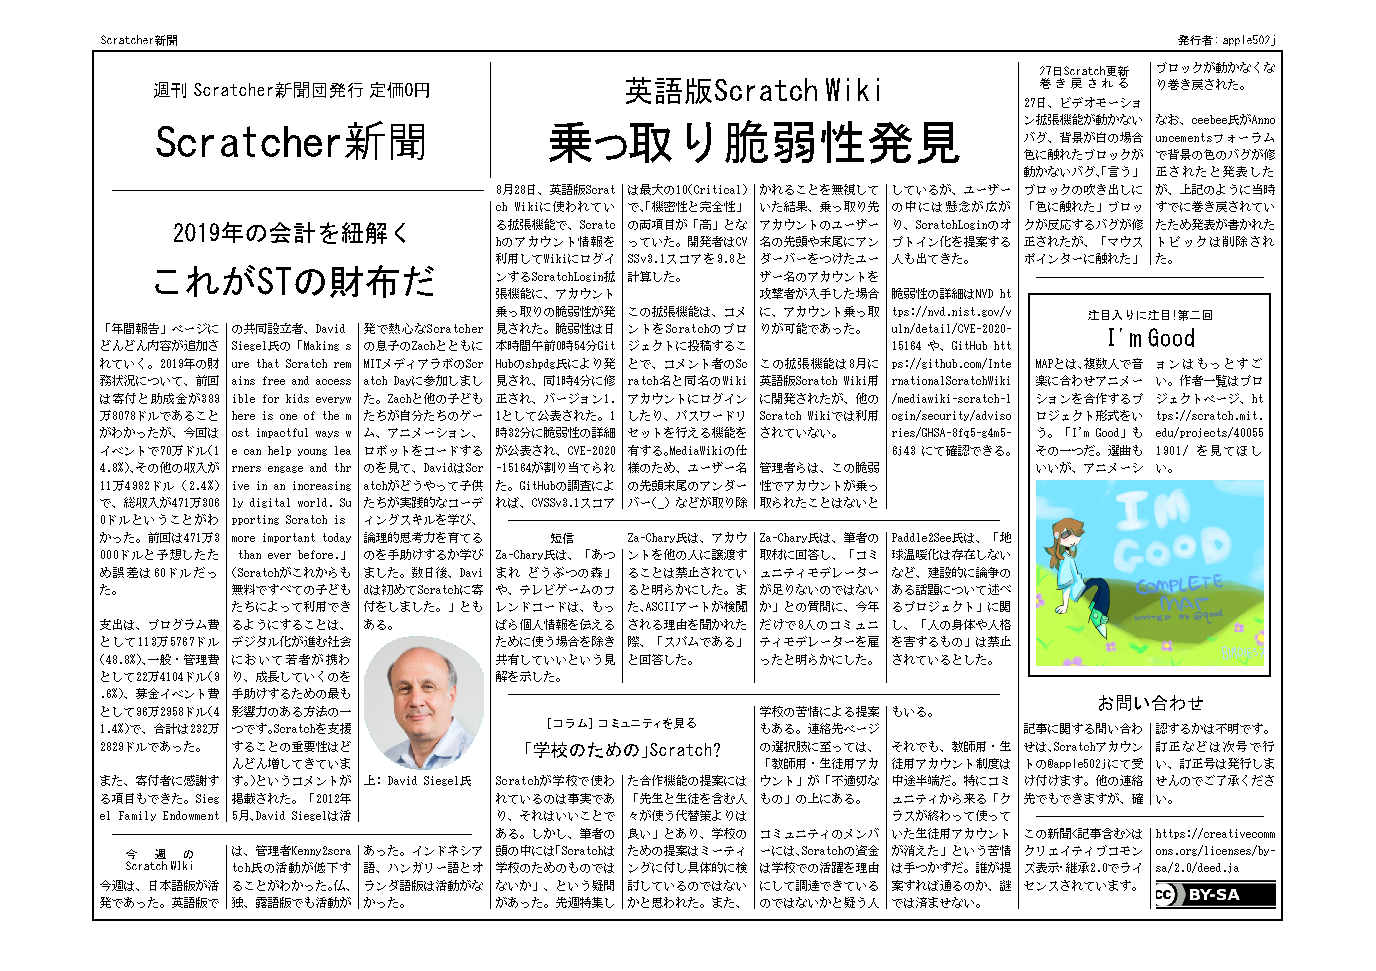 Scratcher新聞
発行者: apple502j
週刊 Scratcher新聞団発行 定価0円
Scratcher新聞
2019年の会計を紐解く
これがSTの財布だ
「年間報告」ページに
どんどん内容が追加さ
れていく。2019年の財
務状況について、前回
は寄付と助成金が389
万8078ドルであること
がわかったが、今回は
イベントで70万ドル(1
4.8%)、その他の収入が
11万4982ドル (2.4%)
で、総収入が471万306
0ドルということがわ
かった。前回は471万3
000ドルと予想したた
め誤差は60ドルだっ
た。
支出は、プログラム費
として113万5767ドル
(48.8%)、一般・管理費
として22万4104ドル(9
.6%)、募金イベント費
として96万2958ドル(4
1.4%)で、合計は232万
2829ドルであった。
また、寄付者に感謝す
る項目もできた。Sieg
el Family Endowment
の共同設立者、David
Siegel氏の「Making s
ure that Scratch rem
ains free and access
ible for kids everyw
here is one of the m
ost impactful ways w
e can help young lea
rners engage and thr
ive in an increasing
ly digital world. Su
pporting Scratch is
more important today
than ever before.」
(Scratchがこれからも
無料ですべての子ども
たちによって利用でき
るようにすることは、
デジタル化が進む社会
において若者が携わ
り、成長していくのを
手助けするための最も
影響力のある方法の一
つです。Scratchを支援
することの重要性はど
んどん増してきていま
す。)というコメントが
掲載された。「2012年
5月、David Siegelは活
発で熱心なScratcher
の息子のZachとともに
MITメディアラボのScr
atch Dayに参加しまし
た。Zachと他の子ども
たちが自分たちのゲー
ム、アニメーション、
ロボットをコードする
のを見て、DavidはScr
atchがどうやって子供
たちが実践的なコーデ
ィングスキルを学び、
論理的思考力を育てる
のを手助けするか学び
ました。数日後、Davi
dは初めてScratchに寄
付をしました。」とも
ある。
上: David Siegel氏
今週の
Scratch Wiki
今週は、日本語版が活
発であった。英語版で
は、管理者Kenny2scra
tch氏の活動が低下す
ることがわかった。仏、
独、露語版でも活動が
あった。インドネシア
語、ハンガリー語とオ
ランダ語版は活動がな
かった。
英語版Scratch Wiki
乗っ取り脆弱性発見
8月28日、英語版Scrat
ch Wikiに使われてい
る拡張機能で、Scratc
hのアカウント情報を
利用してWikiにログイ
ンするScratchLogin拡
張機能に、アカウント
乗っ取りの脆弱性が発
見された。脆弱性は日
本時間午前0時54分Git
Hubのshpdg氏により発
見され、同1時4分に修
正され、バージョン1.
1として公表された。1
時32分に脆弱性の詳細
が公表され、CVE-2020
-15164が割り当てられ
た。GitHubの調査によ
れば、CVSSv3.1スコア
は最大の10(Critical)
で、「機密性と完全性」
の両項目が「高」とな
っていた。開発者はCV
SSv3.1スコアを9.8と
計算した。
この拡張機能は、コメ
ントをScratchのプロ
ジェクトに投稿するこ
とで、コメント者のSc
ratch名と同名のWiki
アカウントにログイン
したり、パスワードリ
セットを行える機能を
有する。MediaWikiの仕
様のため、ユーザー名
の先頭末尾のアンダー
バー(_) などが取り除
かれることを無視して
いた結果、乗っ取り先
アカウントのユーザー
名の先頭や末尾にアン
ダーバーをつけたユー
ザー名のアカウントを
攻撃者が入手した場合
に、アカウント乗っ取
りが可能であった。
この拡張機能は8月に
英語版Scratch Wiki用
に開発されたが、他の
Scratch Wikiでは利用
されていない。
管理者らは、この脆弱
性でアカウントが乗っ
取られたことはないと
しているが、ユーザー
の中には懸念が広が
り、ScratchLoginのオ
プトイン化を提案する
人も出てきた。
脆弱性の詳細はNVD ht
tps://nvd.nist.gov/v
uln/detail/CVE-2020-
15164 や、GitHub htt
ps://github.com/Inte
rnationalScratchWiki
/mediawiki-scratch-l
ogin/security/adviso
ries/GHSA-8fq5-g4m5-
6j43 にて確認できる。
短信
Za-Chary氏は、「あつ
まれ どうぶつの森」
や、テレビゲームのフ
レンドコードは、もっ
ぱら個人情報を伝える
ために使う場合を除き
共有していいという見
解を示した。
Za-Chary氏は、アカウ
ントを他の人に譲渡す
ることは禁止されてい
ると明らかにした。ま
た、ASCIIアートが検閲
される理由を聞かれた
際、「スパムである」
と回答した。
Za-Chary氏は、筆者の
取材に回答し、「コミ
ュニティモデレーター
が足りないのではない
か」との質問に、今年
だけで8人のコミュニ
ティモデレーターを雇
ったと明らかにした。
Paddle2See氏は、「地
球温暖化は存在しない
など、建設的に論争の
ある話題について述べ
るプロジェクト」に関
し、「人の身体や人格
を害するもの」は禁止
されているとした。
[コラム] コミュニティを見る
「学校のための」Scratch?
Scratchが学校で使わ
れているのは事実であ
り、それはいいことで
ある。しかし、筆者の
頭の中には「Scratchは
学校のためのものでは
ないか」、という疑問
があった。先週特集し
た合作機能の提案には
「先生と生徒を含む人
々が使う代替策よりは
良い」とあり、学校の
ための提案はミーティ
ングに付し具体的に検
討しているのではない
かと思われた。また、
学校の苦情による提案
もある。連絡先ページ
の選択肢に至っては、
「教師用・生徒用アカ
ウント」が「不適切な
もの」の上にある。
コミュニティのメンバ
ーには、Scratchの資金
は学校での活躍を理由
にして調達できている
のではないかと疑う人
もいる。
それでも、教師用・生
徒用アカウント制度は
中途半端だ。特にコミ
ュニティから来る「ク
ラスが終わって使って
いた生徒用アカウント
が消えた」という苦情
は手つかずだ。誰が提
案すれば通るのか、謎
では済ませない。
27日Scratch更新
巻き戻される
27日、ビデオモーショ
ン拡張機能が動かない
バグ、背景が白の場合
色に触れたブロックが
動かないバグ、「言う」
ブロックの吹き出しに
「色に触れた」ブロッ
クが反応するバグが修
正されたが、「マウス
ポインターに触れた」
ブロックが動かなくな
り巻き戻された。
なお、ceebee氏がAnno
uncementsフォーラム
で背景の色のバグが修
正されたと発表した
が、上記のように当時
すでに巻き戻されてい
たため発表が書かれた
トピックは削除され
た。
注目入りに注目!第二回
I'm Good
MAPとは、複数人で音
楽に合わせアニメー
ションを合作するプ
ロジェクト形式をい
う。「I'm Good」も
その一つだ。選曲も
いいが、アニメーシ
ョンはもっとすご
い。作者一覧はプロ
ジェクトページ、ht
tps://scratch.mit.
edu/projects/40055
1901/ を見てほし
い。
IM
GOOD
COMPLETE
MAP
HOSTED BY @good
お問い合わせ
記事に関する問い合わ
せは、Scratchアカウン
トの@apple502jにて受
け付けます。他の連絡
先でもできますが、確
認するかは不明です。
訂正などは次号で行
い、訂正号は発行しま
せんのでご了承くださ
い。
この新聞<記事含む>は
クリエイティブコモン
ズ表示-継承2.0でライ
センスされています。
https://creativecomm
ons.org/licenses/by-
sa/2.0/deed.ja
cc BY-SA